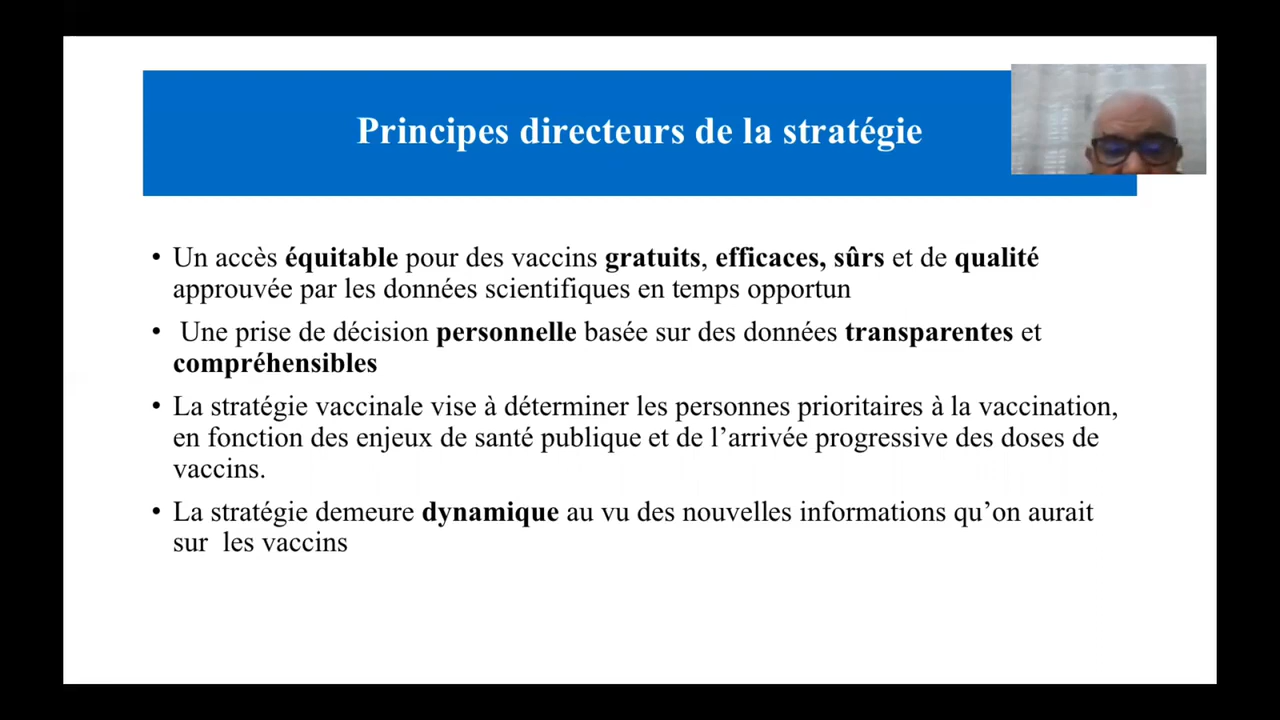 Principes directeurs de la stratégie
• Un accès équitable pour des vaccins gratuits, efficaces, sûrs et de qualité
approuvée par les données scientifiques en temps opportun
• Une prise de décision personnelle basée sur des données transparentes et
compréhensibles
• La stratégie vaccinale vise à déterminer les personnes prioritaires à la vaccination,
en fonction des enjeux de santé publique et de l’arrivée progressive des doses de
vaccins.
• La stratégie demeure dynamique au vu des nouvelles informations qu’on aurait
sur les vaccins